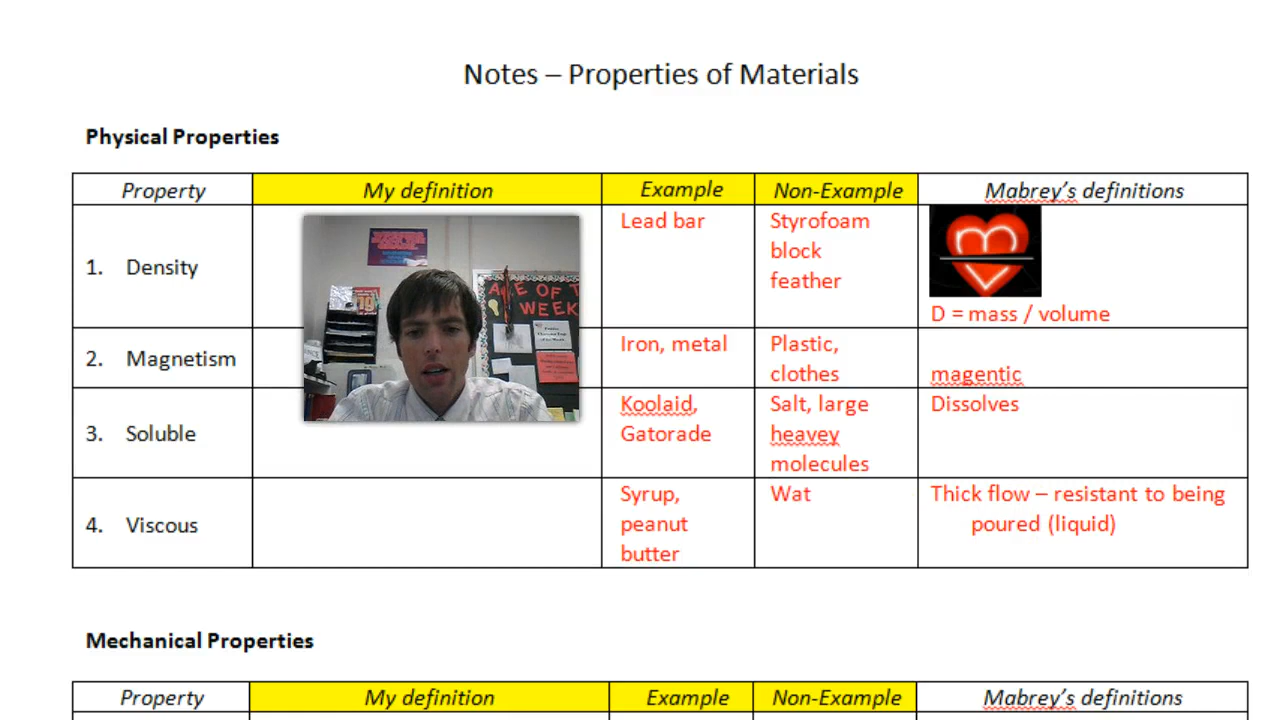 Notes – Properties of Materials
Physical Properties
Property My definition Example Non-Example Mabrey's definitions
1. Density
Lead bar
Styrofoam
block
feather
D = mass / volume
2. Magnetism
Iron, metal
Plastic,
clothes
magentic
3. Soluble
Koolaid,
Gatorade
Salt, large
heavey
molecules
Dissolves
4. Viscous
Syrup,
peanut
butter
Wat
Thick flow – resistant to being
poured (liquid)
OF T
WEEK
Mechanical Properties
Property My definition Example Non-Example Mabrey's definitions